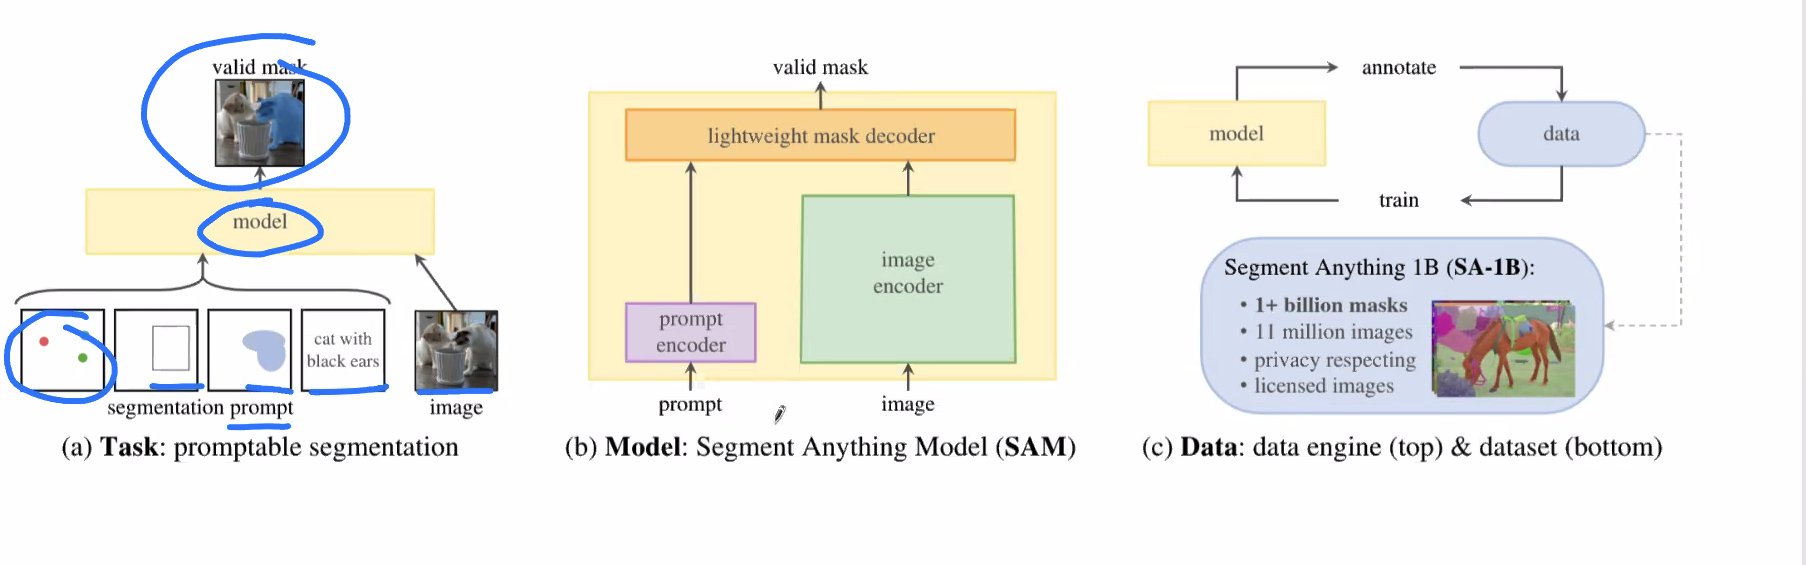 valid mask
model
cat with
black ears
segmentation prompt
image
(a) Task: promptable segmentation
valid mask
lightweight mask decoder
image
encoder
prompt
encoder
prompt
image
(b) Model: Segment Anything Model (SAM)
annotate
model
data
train
Segment Anything 1B (SA-1B):
• 1+ billion masks
• 11 million images
• privacy respecting
• licensed images
(c) Data: data engine (top) & dataset (bottom)